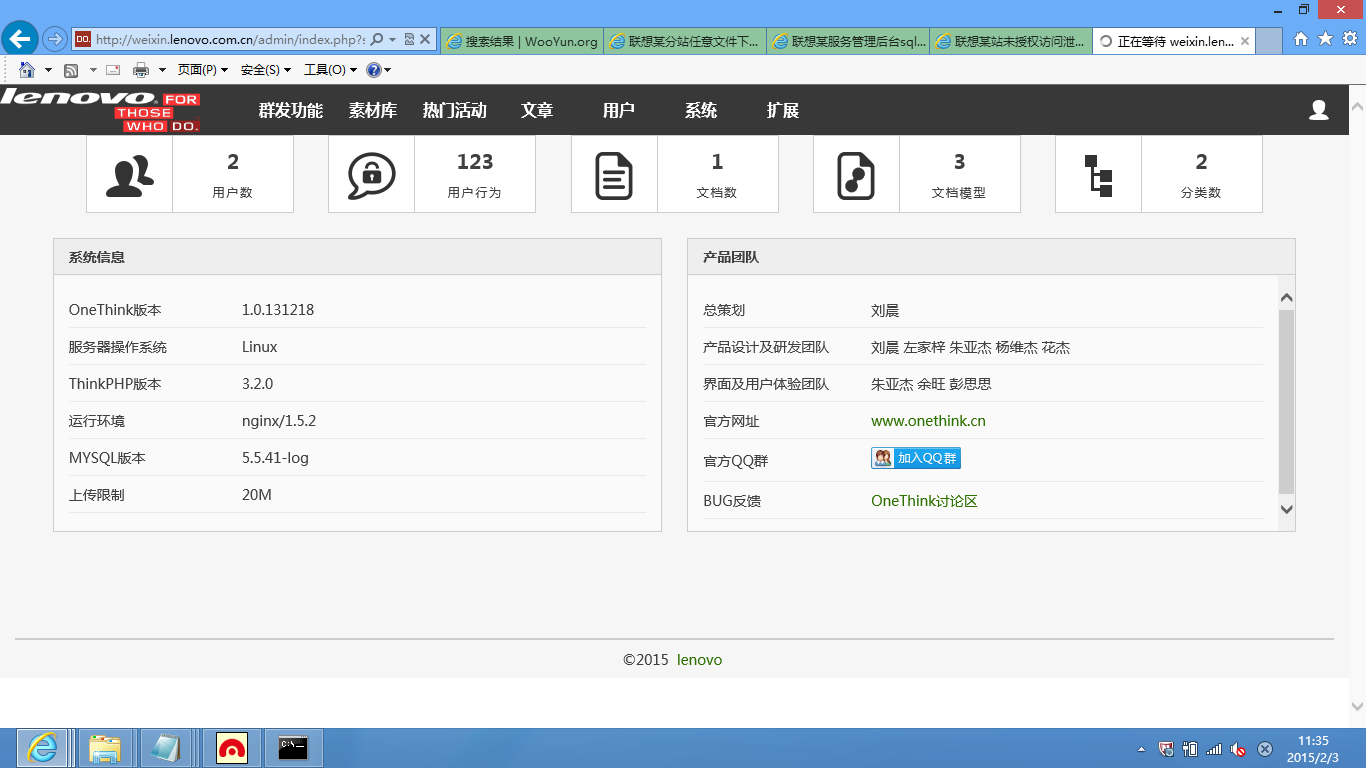 http://weixin.lenovo.com.cn/admin/index.php?s
搜索结果 | WooYun.org
联想某分站任意文件下...
联想某服务管理后台sql...
联想某站未授权访问泄...
正在等待 weixin.len...
页面(P) 安全(S) 工具(O)
lenovo FOR THOSE WHO DO.
群发功能 素材库 热门活动 文章 用户 系统 扩展
2
用户数
123
用户行为
1
文档数
3
文档模型
2
分类数
系统信息
OneThink版本 1.0.131218
服务器操作系统 Linux
ThinkPHP版本 3.2.0
运行环境 nginx/1.5.2
MYSQL版本 5.5.41-log
上传限制 20M
产品团队
总策划 刘晨
产品设计及研发团队 刘晨 左家梓 朱亚杰 杨维杰 花杰
界面及用户体验团队 朱亚杰 余旺 彭思思
官方网址 www.onethink.cn
官方QQ群 加入QQ群
BUG反馈 OneThink讨论区
©2015 lenovo
11:35
2015/2/3